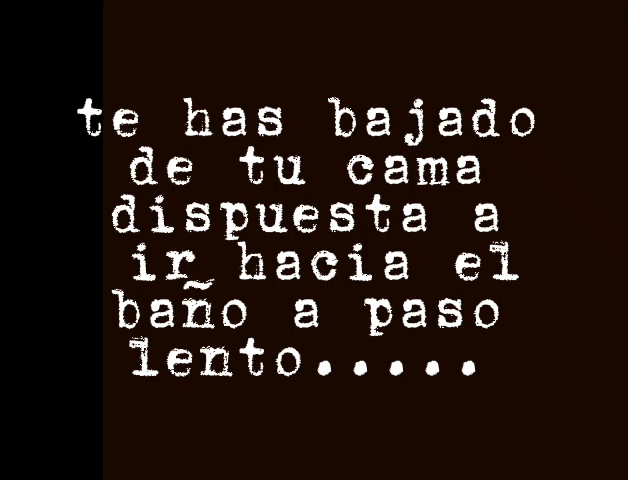 te has bajado
de tu cama
dispuesta a
ir hacia el
baño a paso
lento.....